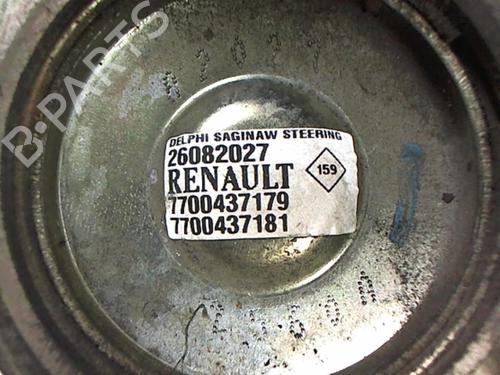 B-PARTS
DELPHI SAGINAW STEERING
26082027
RENAULT
159
7700437179
7700437181